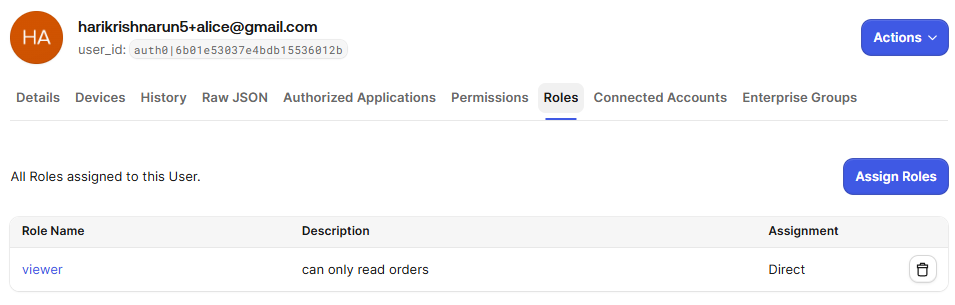 HA
harikrishnarun5+alice@gmail.com
user_id: auth0|6b01e53037e4bdb15536012b
Actions
Details Devices History Raw JSON Authorized Applications Permissions Roles Connected Accounts Enterprise Groups
All Roles assigned to this User.
Assign Roles
Role Name Description Assignment
viewer can only read orders Direct